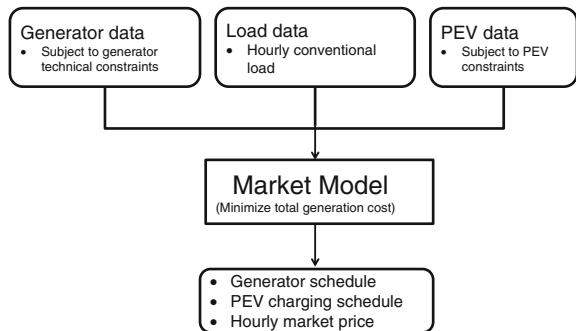 Generator data
• Subject to generator
technical constraints
Load data
• Hourly conventional
load
PEV data
• Subject to PEV
constraints
Market Model
(Minimize total generation cost)
• Generator schedule
• PEV charging schedule
• Hourly market price